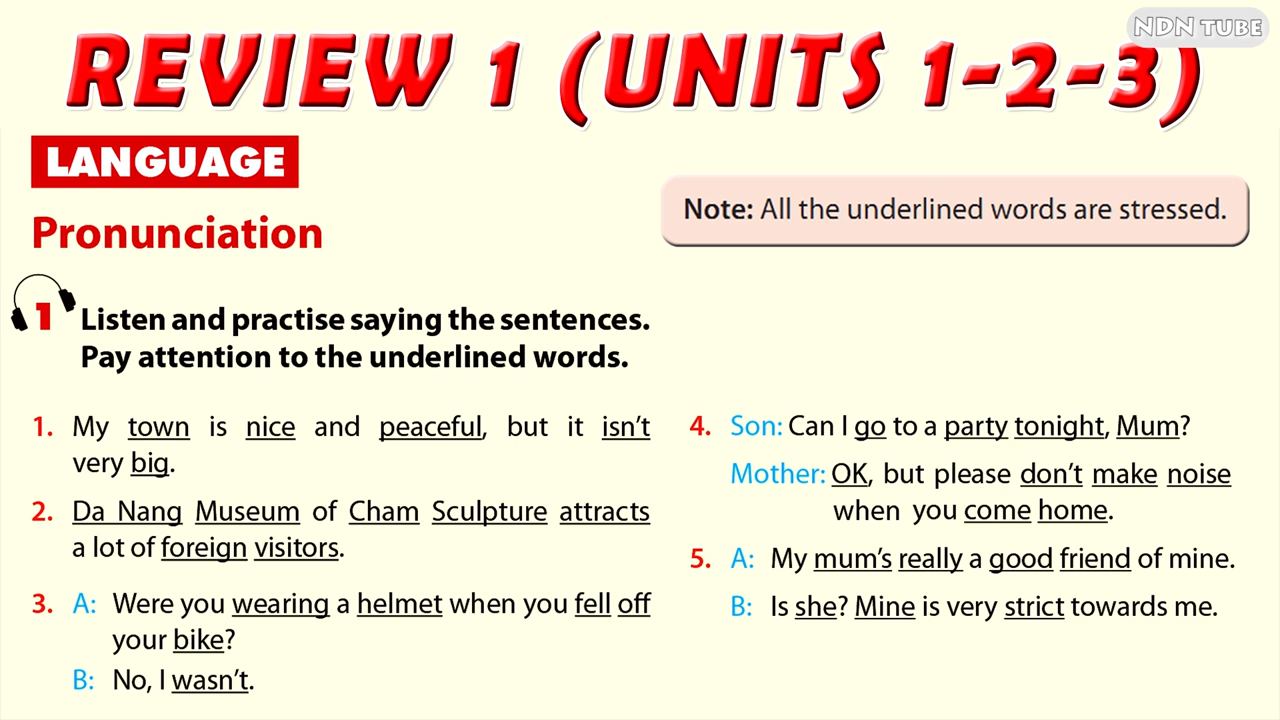 NDN TUBE
REVIEW 1 (UNITS 1-2-3)
LANGUAGE
Note: All the underlined words are stressed.
Pronunciation
1 Listen and practise saying the sentences.
Pay attention to the underlined words.
1. My town is nice and peaceful, but it isn't
very big.
2. Da Nang Museum of Cham Sculpture attracts
a lot of foreign visitors.
3. A: Were you wearing a helmet when you fell off
your bike?
B: No, I wasn't.
4. Son: Can I go to a party tonight, Mum?
Mother: OK, but please don't make noise
when you come home.
5. A: My mum's really a good friend of mine.
B: Is she? Mine is very strict towards me.